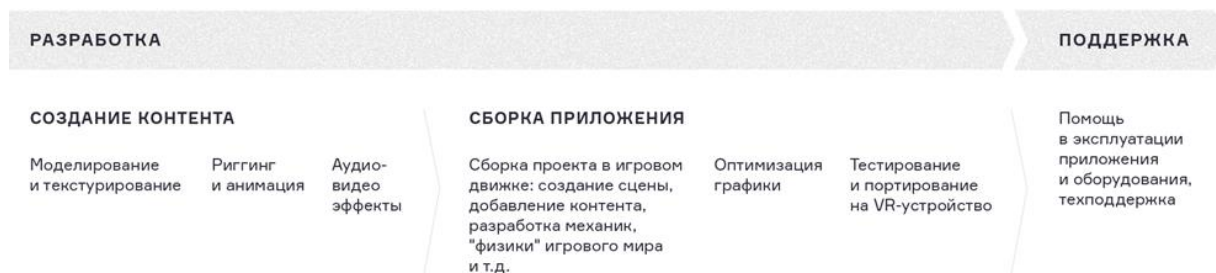 РАЗРАБОТКА
ПОДДЕРЖКА
СОЗДАНИЕ КОНТЕНТА
Моделирование
и текстурирование
Риггинг
и анимация
Аудио-
видео
эффекты
СБОРКА ПРИЛОЖЕНИЯ
Сборка проекта в игровом
движке: создание сцены,
добавление контента,
разработка механик,
"физики" игрового мира
и т.д.
Оптимизация
графики
Тестирование
и портирование
на VR-устройство
Помощь
в эксплуатации
приложения
и оборудования,
техподдержка